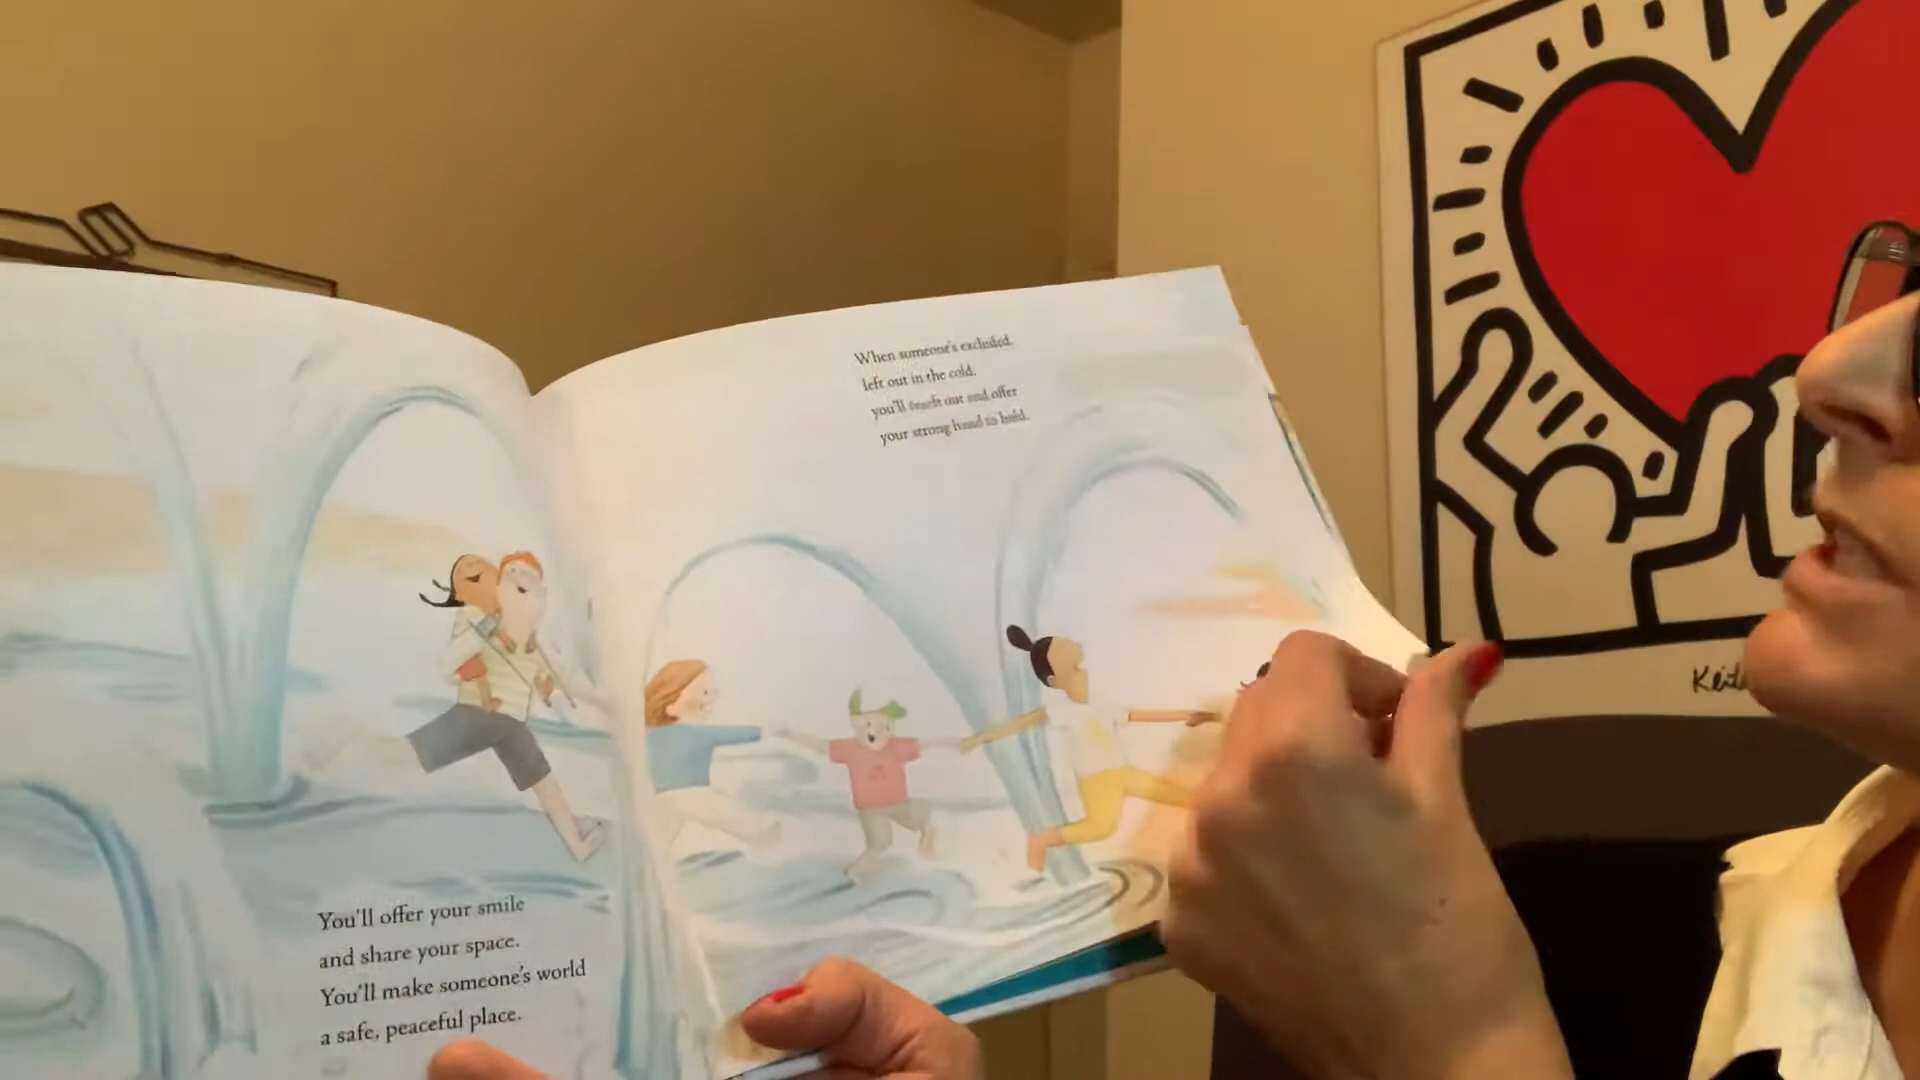 When someone's excluded,
left out in the cold,
you'll reach out and offer
your strong hand to hold.
You'll offer your smile
and share your space.
You'll make someone's world
a safe, peaceful place.